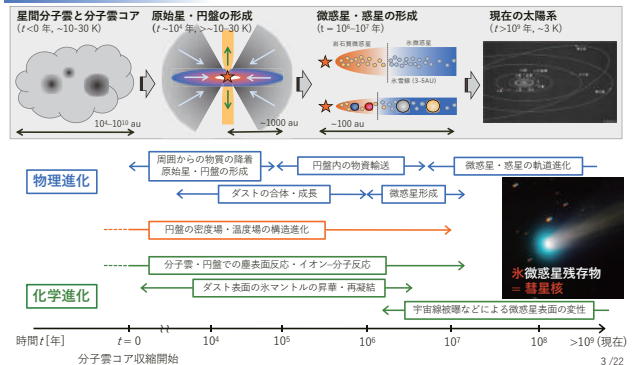 星間分子雲と分子雲コア
(t<0 年, ~10-30 K)
原始星・円盤の形成
(t~10⁴ 年, >~10-30 K)
微惑星・惑星の形成
(t = 10⁶-10⁷ 年)
現在の太陽系
(t>10⁹ 年, ~3 K)
岩石質微惑星
氷微惑星
氷雪線 (3-5AU)
10⁴–10¹⁰ au
~1000 au
~100 au
物理進化
周囲からの物質の降着
原始星・円盤の形成
円盤内の物資輸送
微惑星・惑星の軌道進化
ダストの合体・成長
微惑星形成
円盤の密度場・温度場の構造進化
化学進化
分子雲・円盤での塵表面反応・イオン–分子反応
ダスト表面の氷マントルの昇華・再凝結
宇宙線被曝などによる微惑星表面の変性
氷微惑星残存物
= 彗星核
時間 t [年]
t = 0
10⁴
10⁵
10⁶
10⁷
10⁸
>10⁹ (現在)
分子雲コア収縮開始
3 /22